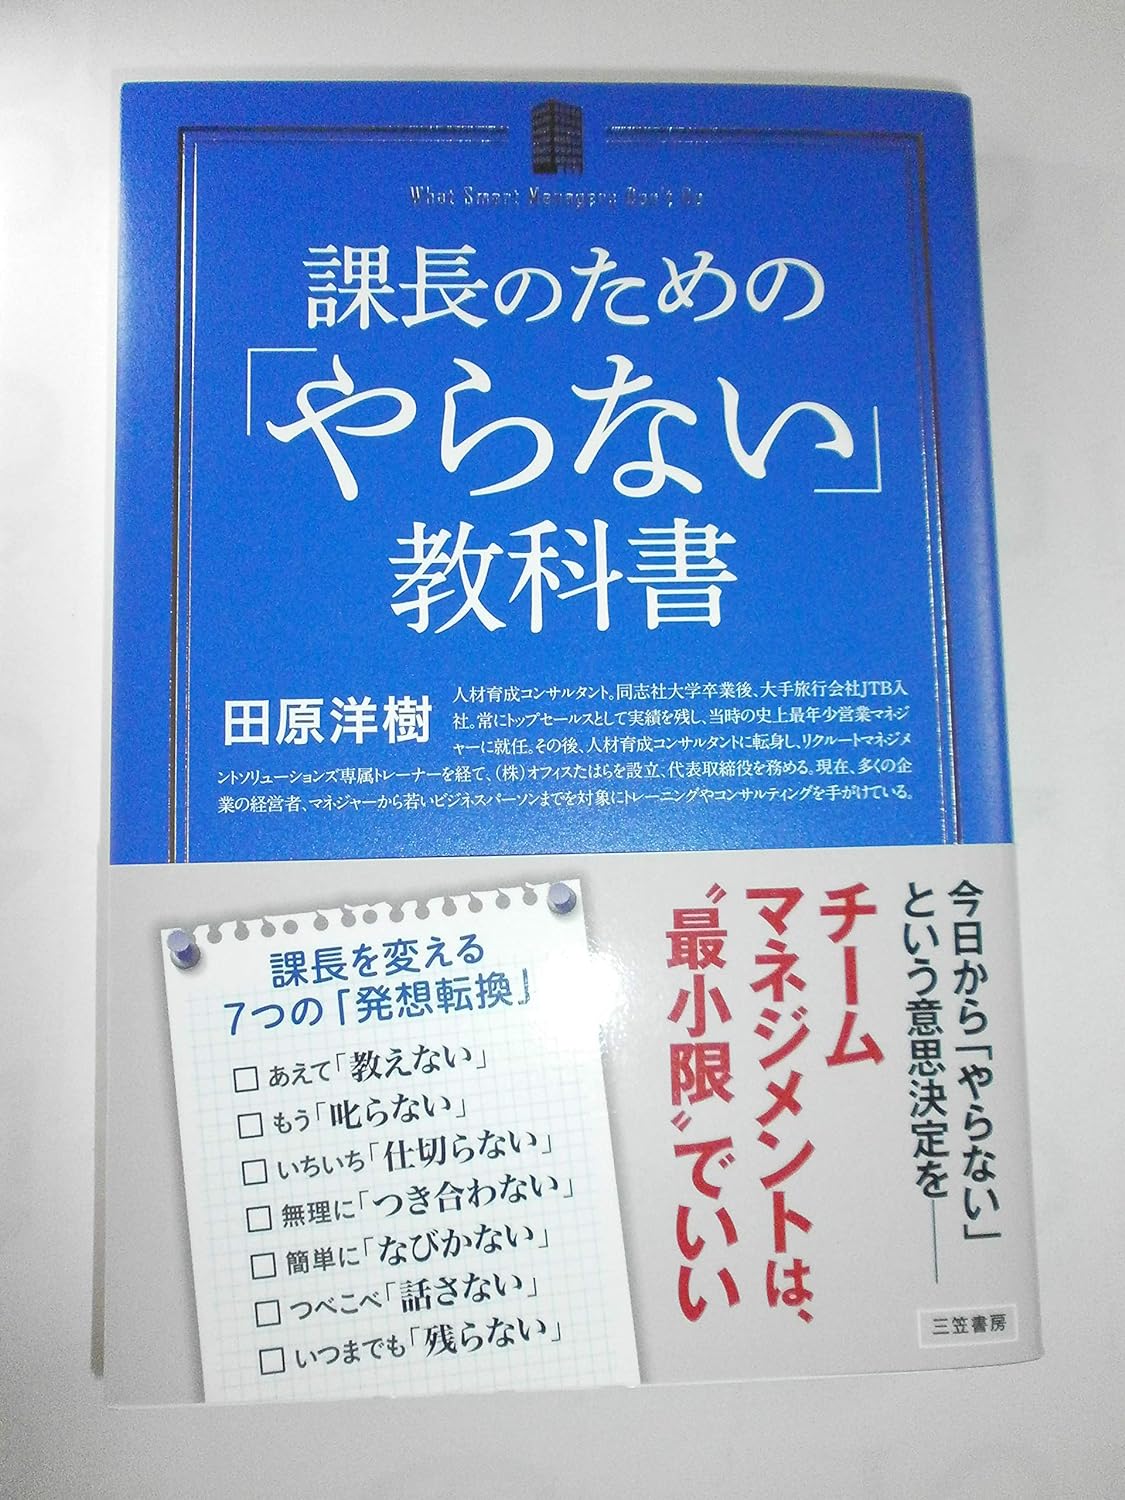 What Smart Managers Don't Do
課長のための
「やらない」
教科書
田原洋樹
人材育成コンサルタント。同志社大学卒業後、大手旅行会社JTB入
社。常にトップセールスとして実績を残し、当時の史上最年少営業マネジ
ャーに就任。その後、人材育成コンサルタントに転身し、リクルートマネジメ
ントソリューションズ専属トレーナーを経て、(株)オフィスたはらを設立、代表取締役を務める。現在、多くの企
業の経営者、マネジャーから若いビジネスパーソンまでを対象にトレーニングやコンサルティングを手がけている。
今日から「やらない」
という意思決定を――
チーム
マネジメントは、
〝最小限〟でいい
課長を変える
7つの「発想転換」
□ あえて「教えない」
□ もう「叱らない」
□ いちいち「仕切らない」
□ 無理に「つき合わない」
□ 簡単に「なびかない」
□ つべこべ「話さない」
□ いつまでも「残らない」
三笠書房